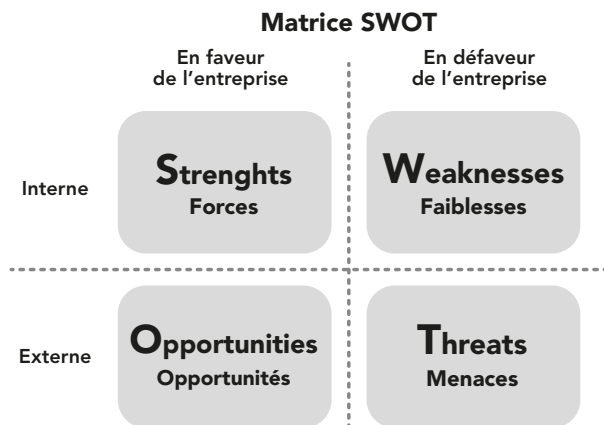 Matrice SWOT
En faveur
de l'entreprise
En défaveur
de l'entreprise
Interne
Strenghts
Forces
Weaknesses
Faiblesses
Externe
Opportunities
Opportunités
Threats
Menaces